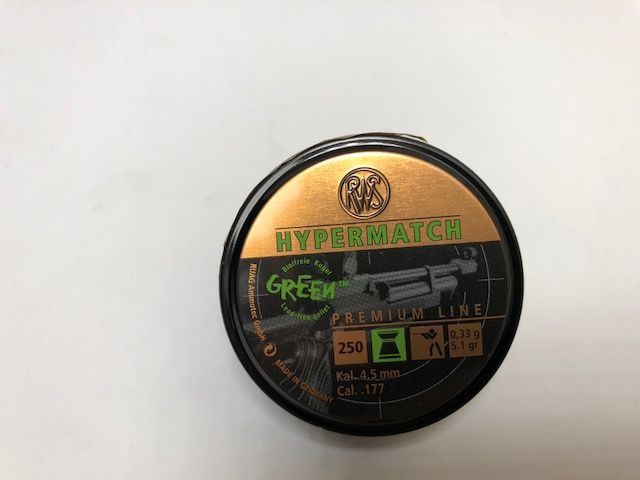 RWS
HYPERMATCH
Bleifreie Kugel
GREEN™
Lead-free pellet
PREMIUM LINE
250
0,33 g
5.1 gr
Kal. 4,5 mm
Cal. .177
RUAG Ammotec GmbH
MADE IN GERMANY